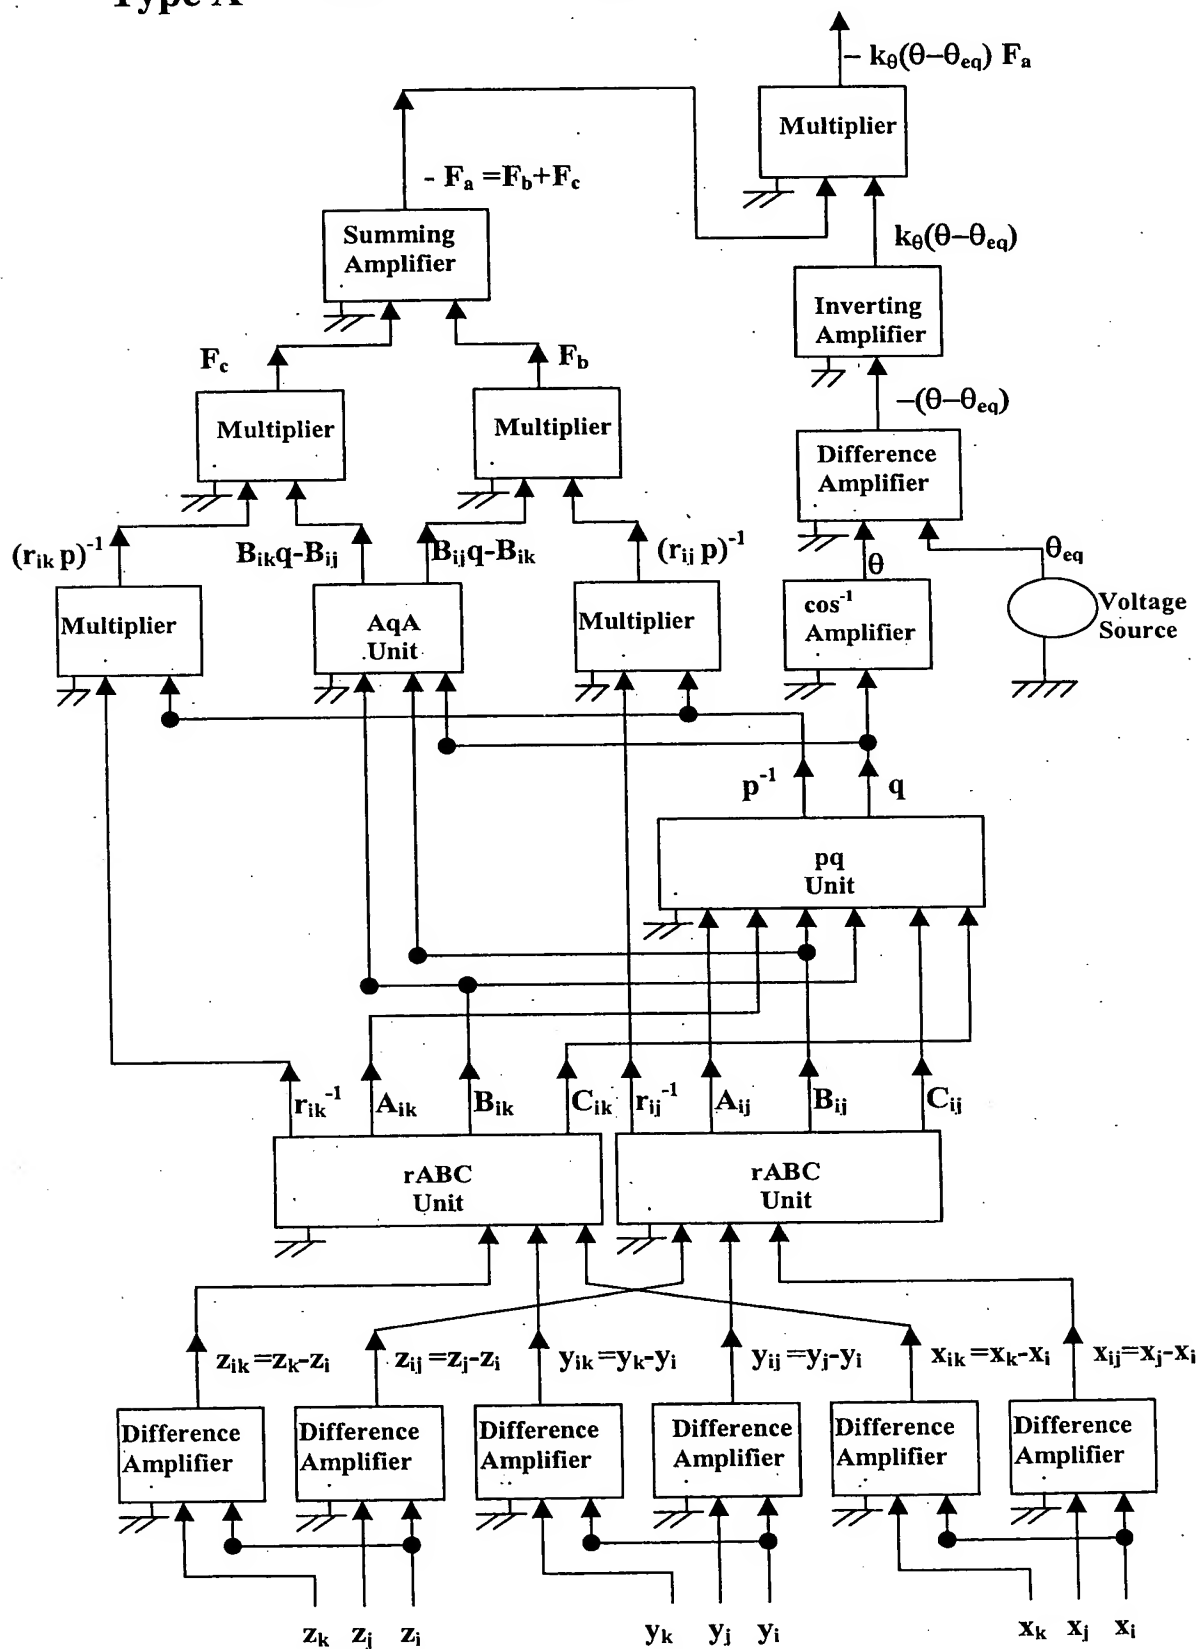 Type A
− kθ(θ−θeq) Fa
Multiplier
- Fa =Fb+Fc
Summing
Amplifier
kθ(θ−θeq)
Inverting
Amplifier
Fc
Fb
−(θ−θeq)
Multiplier
Multiplier
Difference
Amplifier
(rik p)-1
Bikq-Bij
Bijq-Bik
(rij p)-1
θ
θeq
Multiplier
AqA
Unit
Multiplier
cos-1
Amplifier
Voltage
Source
p-1
q
pq
Unit
rik-1
Aik
Bik
Cik
rij-1
Aij
Bij
Cij
rABC
Unit
rABC
Unit
zik=zk-zi
zij=zj-zi
yik=yk-yi
yij=yj-yi
xik=xk-xi
xij=xj-xi
Difference
Amplifier
Difference
Amplifier
Difference
Amplifier
Difference
Amplifier
Difference
Amplifier
Difference
Amplifier
zk zj zi
yk yj yi
xk xj xi